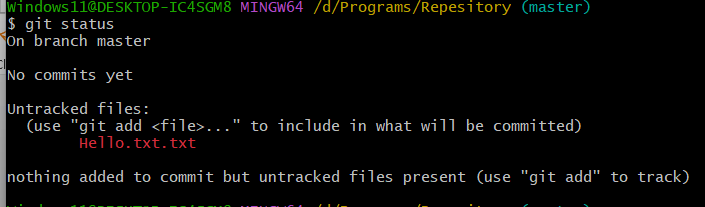 Windows11@DESKTOP-IC4SGM8 MINGW64 /d/Programs/Repesitory (master)
$ git status
On branch master
No commits yet
Untracked files:
(use "git add <file>..." to include in what will be committed)
Hello.txt.txt
nothing added to commit but untracked files present (use "git add" to track)